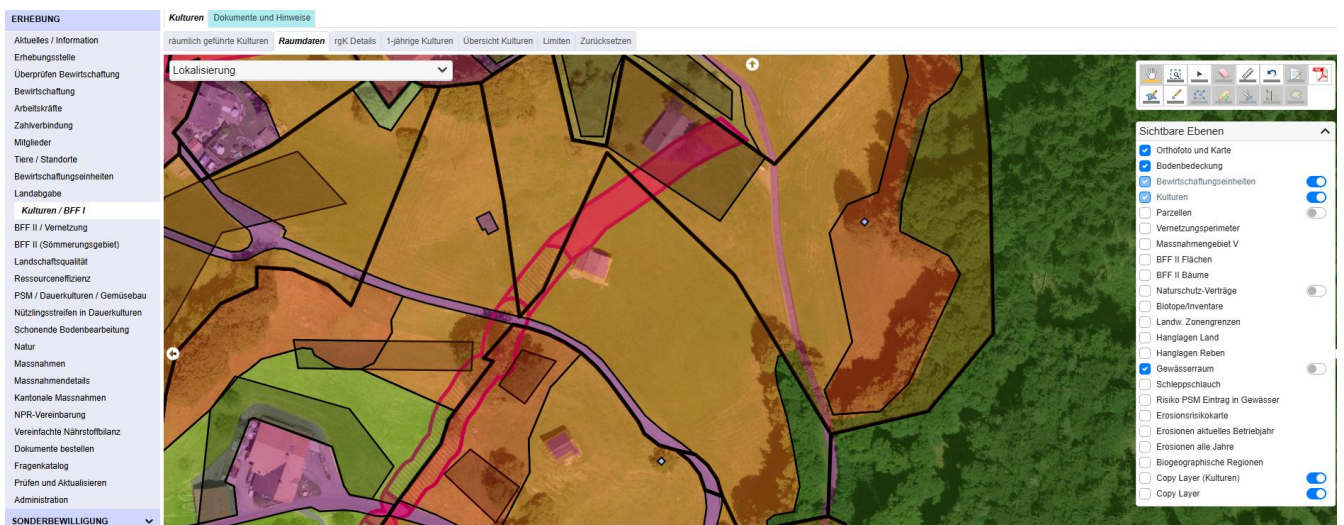 ERHEBUNG
Aktuelles / Information
Erhebungsstelle
Überprüfen Bewirtschaftung
Bewirtschaftung
Arbeitskräfte
Zahlverbindung
Mitglieder
Tiere / Standorte
Bewirtschaftungseinheiten
Landabgabe
Kulturen / BFF I
BFF II / Vernetzung
BFF II (Sömmerungsgebiet)
Landschaftsqualität
Ressourceneffizienz
PSM / Dauerkulturen / Gemüsebau
Nützlingsstreifen in Dauerkulturen
Schonende Bodenbearbeitung
Natur
Massnahmen
Massnahmendetails
Kantonale Massnahmen
NPR-Vereinbarung
Vereinfachte Nährstoffbilanz
Dokumente bestellen
Fragenkatalog
Prüfen und Aktualisieren
Administration
SONDERBEWILLIGUNG
Kulturen Dokumente und Hinweise
räumlich geführte Kulturen Raumdaten rgK Details 1-jährige Kulturen Übersicht Kulturen Limiten Zurücksetzen
Lokalisierung
Sichtbare Ebenen
Orthofoto und Karte
Bodenbedeckung
Bewirtschaftungseinheiten
Kulturen
Parzellen
Vernetzungsperimeter
Massnahmengebiet V
BFF II Flächen
BFF II Bäume
Naturschutz-Verträge
Biotope/Inventare
Landw. Zonengrenzen
Hanglagen Land
Hanglagen Reben
Gewässerraum
Schleppschlauch
Risiko PSM Eintrag in Gewässer
Erosionsrisikokarte
Erosionen aktuelles Betriebjahr
Erosionen alle Jahre
Biogeographische Regionen
Copy Layer (Kulturen)
Copy Layer